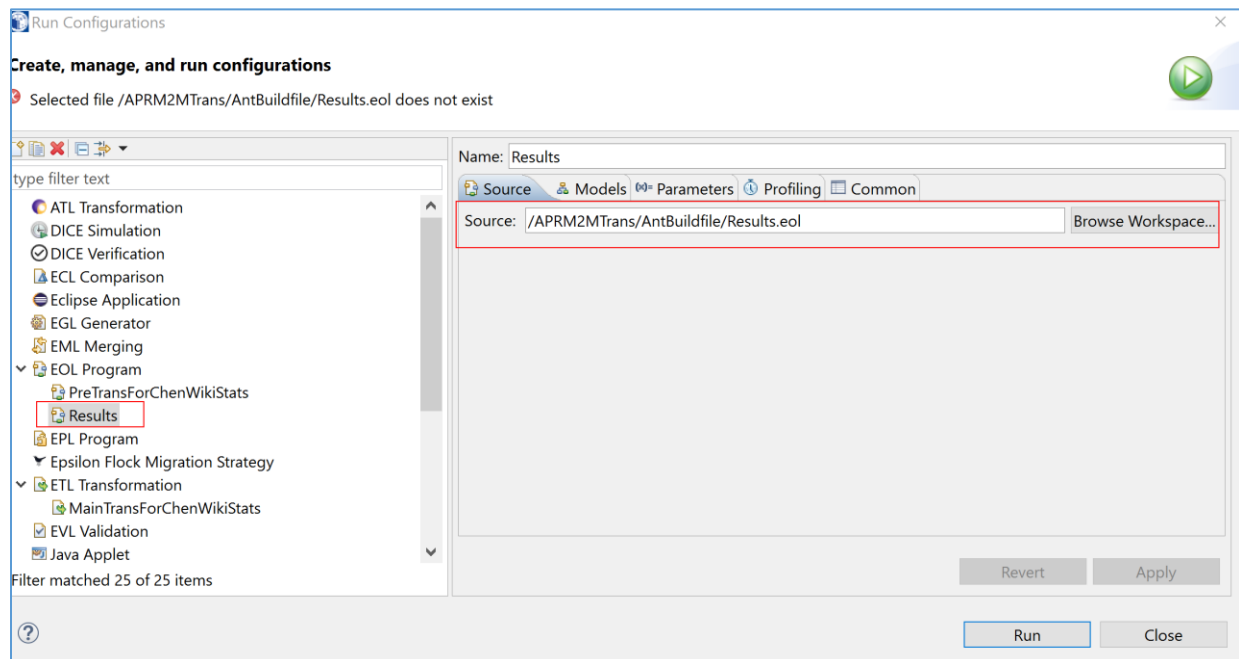 Run Configurations
Create, manage, and run configurations
Selected file /APRM2MTrans/AntBuildfile/Results.eol does not exist
type filter text
ATL Transformation
DICE Simulation
DICE Verification
ECL Comparison
Eclipse Application
EGL Generator
EML Merging
EOL Program
PreTransForChenWikiStats
Results
EPL Program
Epsilon Flock Migration Strategy
ETL Transformation
MainTransForChenWikiStats
EVL Validation
Java Applet
Filter matched 25 of 25 items
Name: Results
Source Models Parameters Profiling Common
Source: /APRM2MTrans/AntBuildfile/Results.eol Browse Workspace...
Revert Apply
Run Close